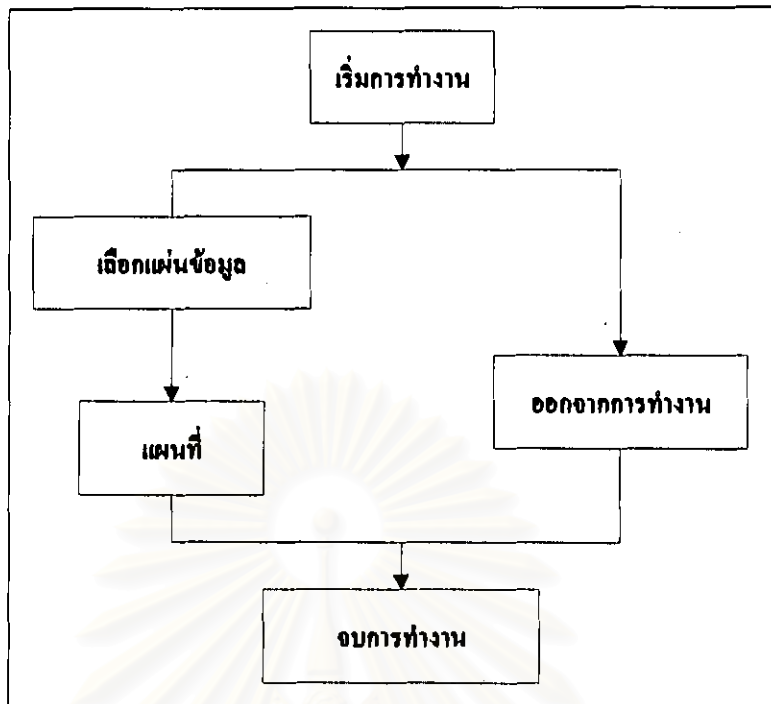 เริ่มการทำงาน
เลือกแผ่นข้อมูล
ออกจากการทำงาน
แผนที่
จบการทำงาน